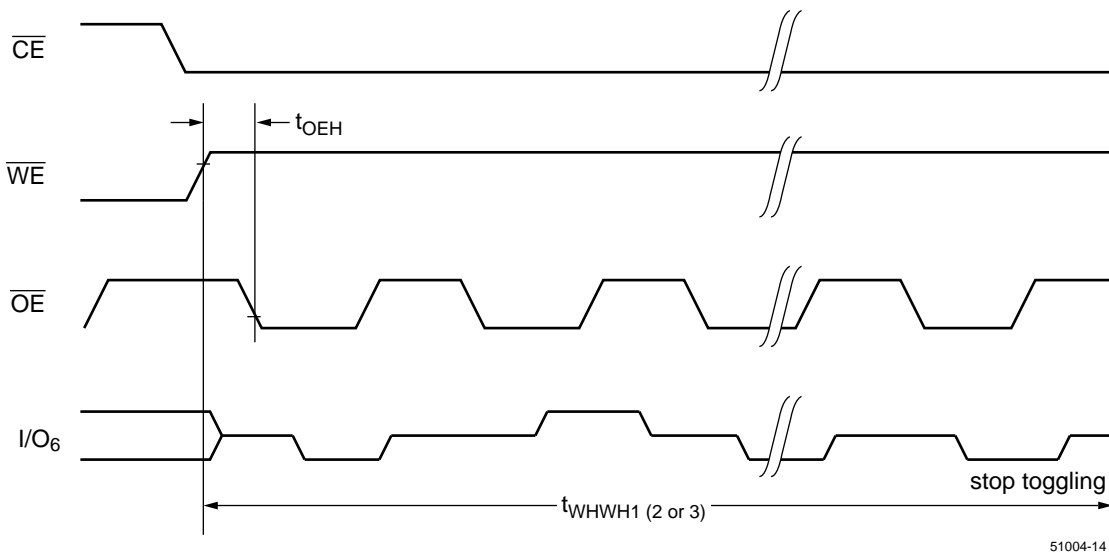 CE
tOEH
WE
OE
I/O6
stop toggling
tWHWH1 (2 or 3)
51004-14